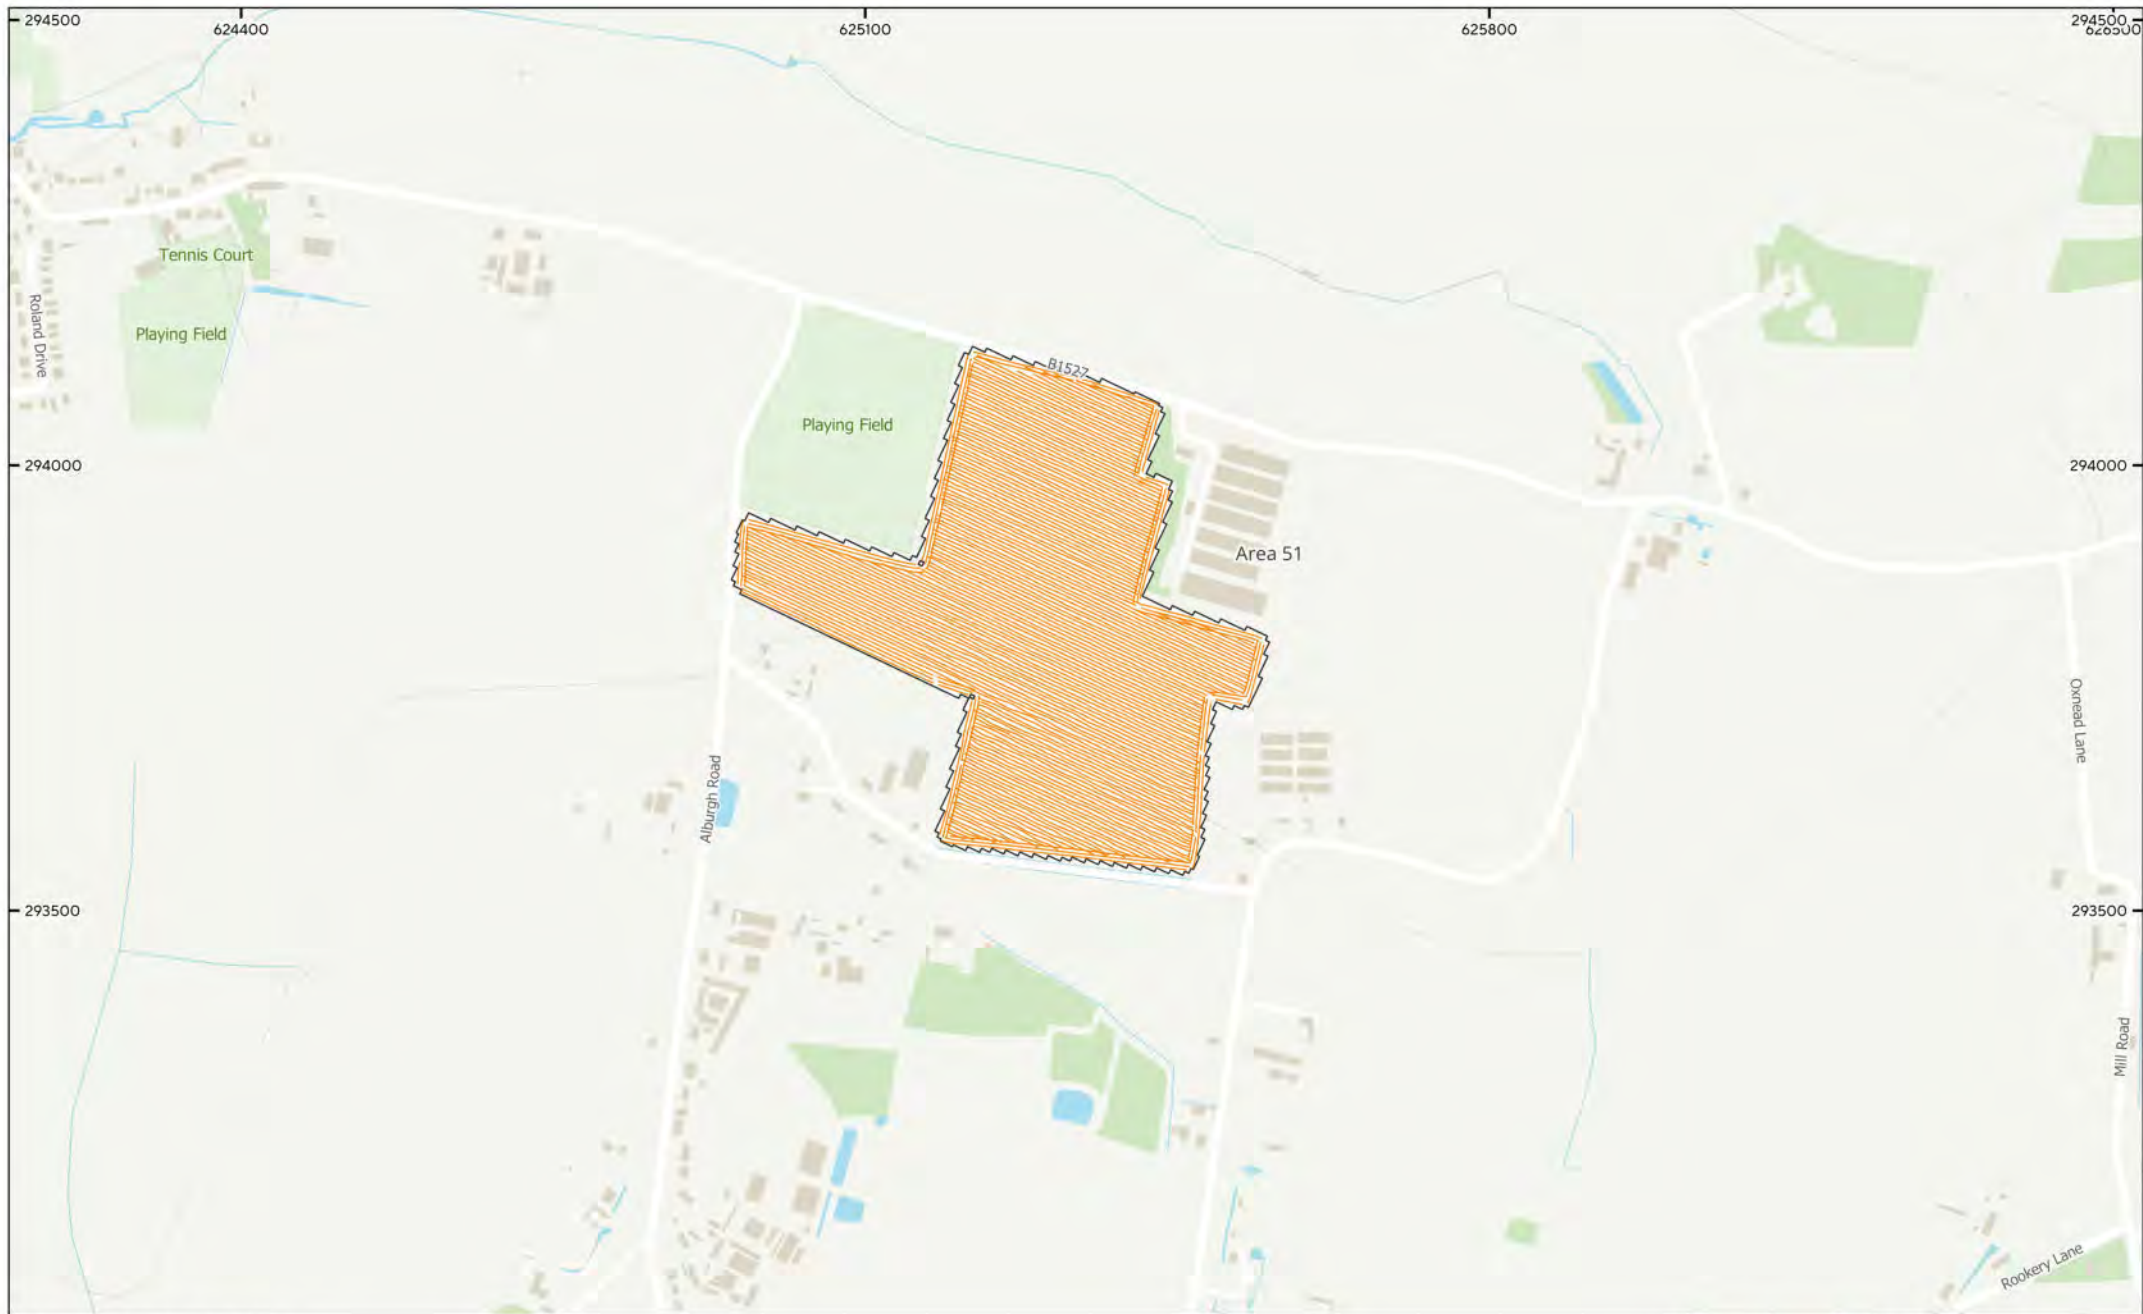 294500
624400
625100
625800
294500
626500
Tennis Court
Roland Drive
Playing Field
B1527
Playing Field
294000
294000
Area 51
Oxnead Lane
Alburgh Road
293500
293500
Mill Road
Rookery Lane